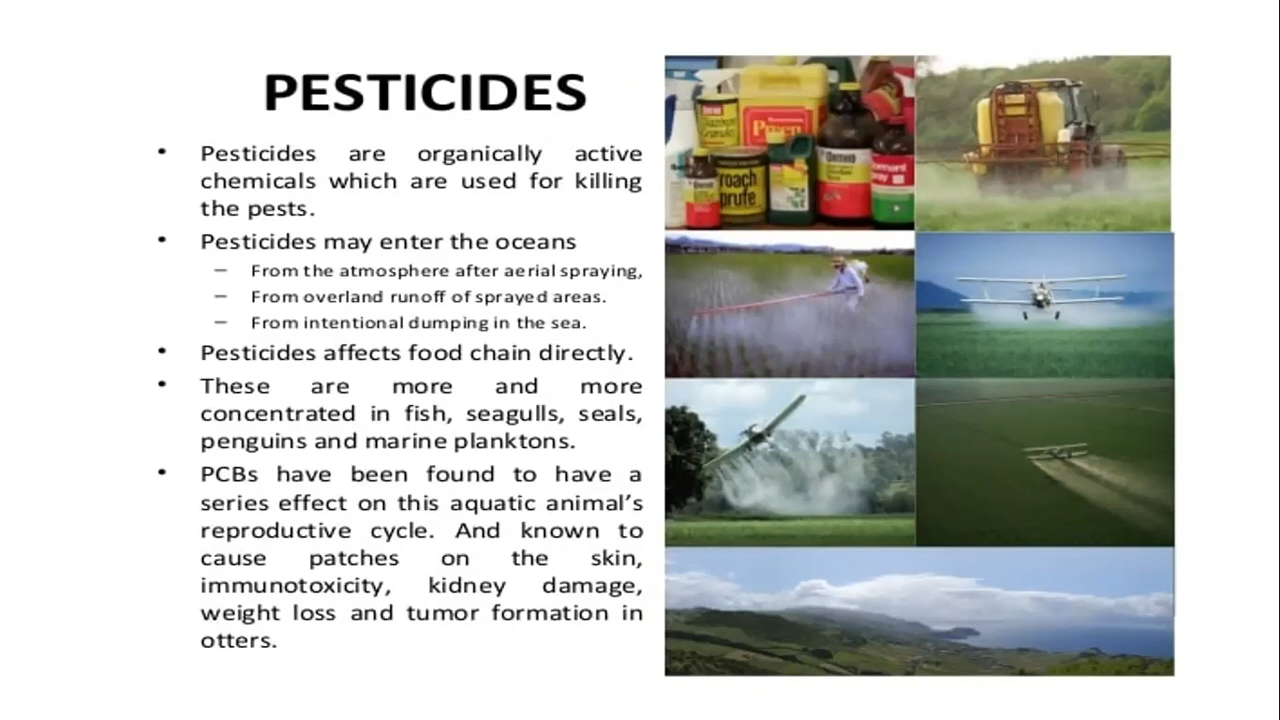 PESTICIDES
• Pesticides are organically active
chemicals which are used for killing
the pests.
• Pesticides may enter the oceans
– From the atmosphere after aerial spraying,
– From overland runoff of sprayed areas.
– From intentional dumping in the sea.
• Pesticides affects food chain directly.
• These are more and more
concentrated in fish, seagulls, seals,
penguins and marine planktons.
• PCBs have been found to have a
series effect on this aquatic animal’s
reproductive cycle. And known to
cause patches on the skin,
immunotoxicity, kidney damage,
weight loss and tumor formation in
otters.
ORTHO
roach
prufe